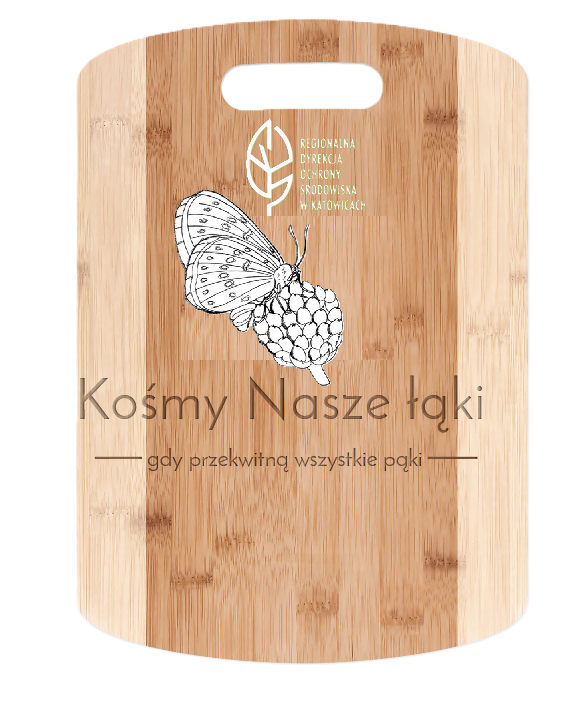 REGIONALNA
DYREKCJA
OCHRONY
ŚRODOWISKA
W KATOWICACH
Kośmy Nasze łąki
gdy przekwitną wszystkie pąki